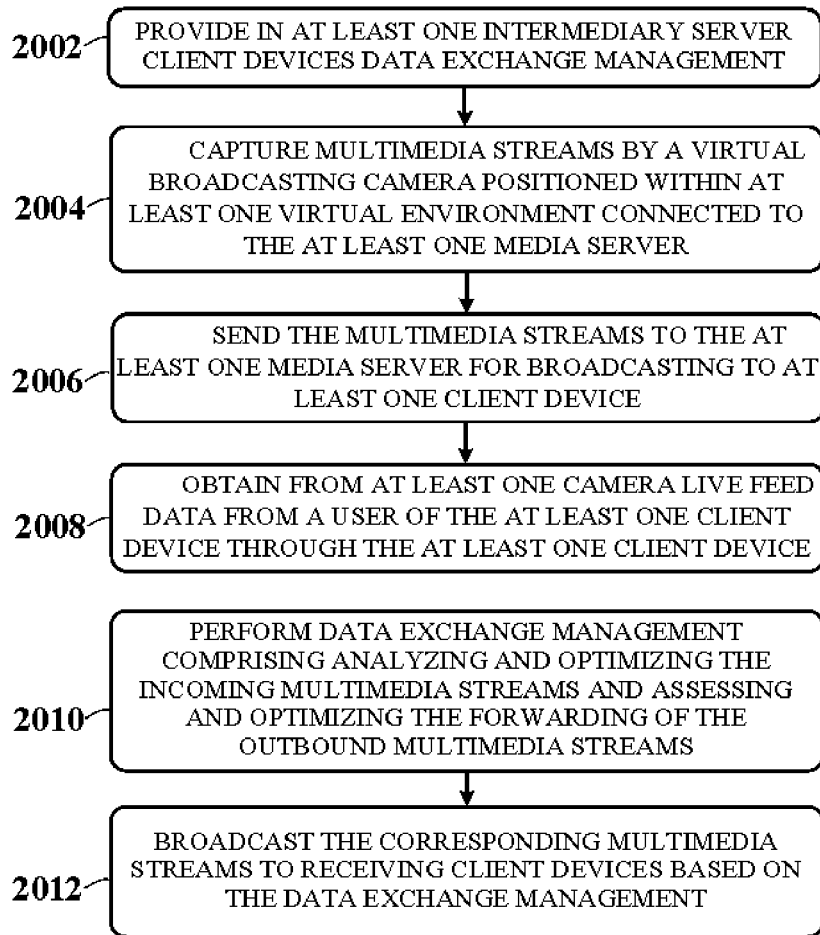 2002
PROVIDE IN AT LEAST ONE INTERMEDIARY SERVER
CLIENT DEVICES DATA EXCHANGE MANAGEMENT
2004
CAPTURE MULTIMEDIA STREAMS BY A VIRTUAL
BROADCASTING CAMERA POSITIONED WITHIN AT
LEAST ONE VIRTUAL ENVIRONMENT CONNECTED TO
THE AT LEAST ONE MEDIA SERVER
2006
SEND THE MULTIMEDIA STREAMS TO THE AT
LEAST ONE MEDIA SERVER FOR BROADCASTING TO AT
LEAST ONE CLIENT DEVICE
2008
OBTAIN FROM AT LEAST ONE CAMERA LIVE FEED
DATA FROM A USER OF THE AT LEAST ONE CLIENT
DEVICE THROUGH THE AT LEAST ONE CLIENT DEVICE
2010
PERFORM DATA EXCHANGE MANAGEMENT
COMPRISING ANALYZING AND OPTIMIZING THE
INCOMING MULTIMEDIA STREAMS AND ASSESSING
AND OPTIMIZING THE FORWARDING OF THE
OUTBOUND MULTIMEDIA STREAMS
2012
BROADCAST THE CORRESPONDING MULTIMEDIA
STREAMS TO RECEIVING CLIENT DEVICES BASED ON
THE DATA EXCHANGE MANAGEMENT